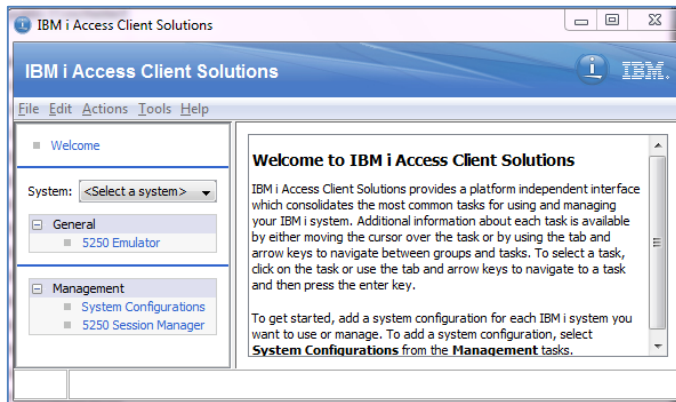 IBM i Access Client Solutions
IBM i Access Client Solutions
IBM.
File Edit Actions Tools Help
Welcome
System: <Select a system>
General
5250 Emulator
Management
System Configurations
5250 Session Manager
Welcome to IBM i Access Client Solutions
IBM i Access Client Solutions provides a platform independent interface
which consolidates the most common tasks for using and managing
your IBM i system. Additional information about each task is available
by either moving the cursor over the task or by using the tab and
arrow keys to navigate between groups and tasks. To select a task,
click on the task or use the tab and arrow keys to navigate to a task
and then press the enter key.
To get started, add a system configuration for each IBM i system you
want to use or manage. To add a system configuration, select
System Configurations from the Management tasks.